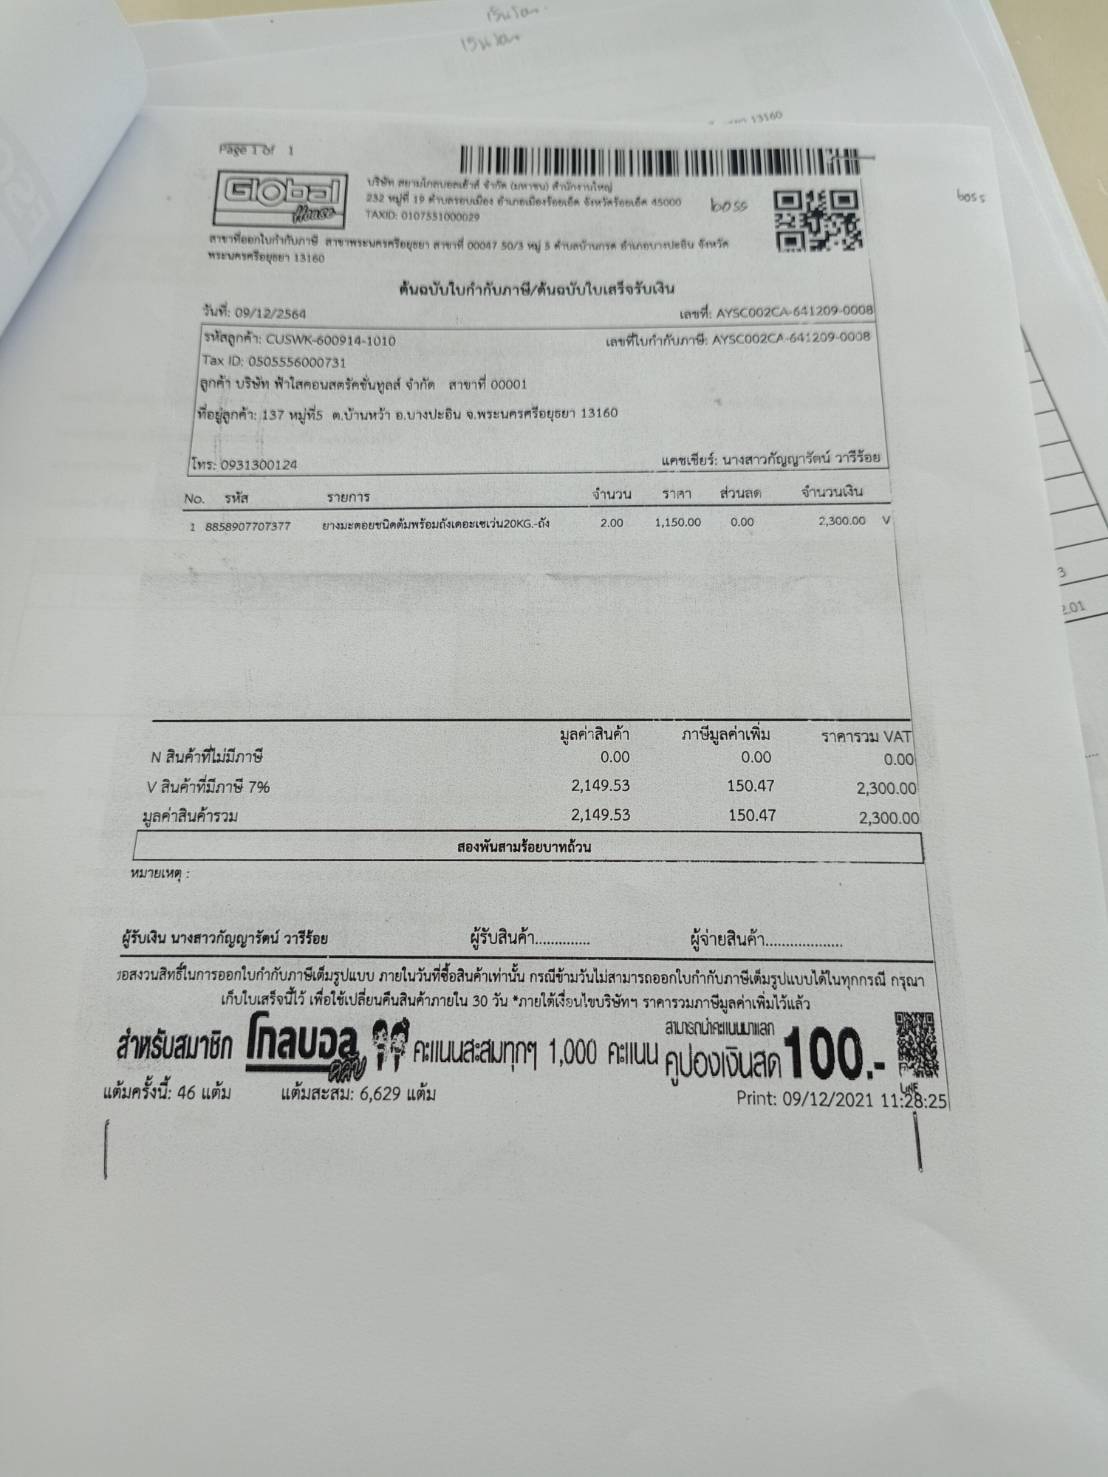 Page 1 of 1
Global House
บริษัท สยามโกลบอลเฮ้าส์ จำกัด (มหาชน) สำนักงานใหญ่
232 หมู่ที่ 19 ตำบลรอบเมือง อำเภอเมืองร้อยเอ็ด จังหวัดร้อยเอ็ด 45000
TAXID: 0107551000029
boss
boss
13160
สาขาที่ออกใบกำกับภาษี สาขาพระนครศรีอยุธยา สาขาที่ 00047 50/3 หมู่ 5 ตำบลบ้านกรด อำเภอบางปะอิน จังหวัด
พระนครศรีอยุธยา 13160
ต้นฉบับใบกำกับภาษี/ต้นฉบับใบเสร็จรับเงิน
วันที่: 09/12/2564 เลขที่: AYSC002CA-641209-0008
รหัสลูกค้า: CUSWK-600914-1010 เลขที่ใบกำกับภาษี: AYSC002CA-641209-0008
Tax ID: 0505556000731
ลูกค้า บริษัท ฟ้าใสคอนสตรัคชั่นทูลส์ จำกัด สาขาที่ 00001
ที่อยู่ลูกค้า: 137 หมู่ที่5 ต.บ้านหว้า อ.บางปะอิน จ.พระนครศรีอยุธยา 13160
โทร: 0931300124 แคชเชียร์: นางสาวกัญญารัตน์ วารีร้อย
No. รหัส รายการ จำนวน ราคา ส่วนลด จำนวนเงิน
1 8858907707377 ยางมะตอยชนิดต้มพร้อมถังเดอะเซเว่น20KG.-ถัง 2.00 1,150.00 0.00 2,300.00 V
มูลค่าสินค้า ภาษีมูลค่าเพิ่ม ราคารวม VAT
N สินค้าที่ไม่มีภาษี 0.00 0.00 0.00
V สินค้าที่มีภาษี 7% 2,149.53 150.47 2,300.00
มูลค่าสินค้ารวม 2,149.53 150.47 2,300.00
สองพันสามร้อยบาทถ้วน
หมายเหตุ :
ผู้รับเงิน นางสาวกัญญารัตน์ วารีร้อย ผู้รับสินค้า.............. ผู้จ่ายสินค้า...................
ขอสงวนสิทธิ์ในการออกใบกำกับภาษีเต็มรูปแบบ ภายในวันที่ซื้อสินค้าเท่านั้น กรณีข้ามวันไม่สามารถออกใบกำกับภาษีเต็มรูปแบบได้ในทุกกรณี กรุณา
เก็บใบเสร็จนี้ไว้ เพื่อใช้เปลี่ยนคืนสินค้าภายใน 30 วัน *ภายใต้เงื่อนไขบริษัทฯ ราคารวมภาษีมูลค่าเพิ่มไว้แล้ว
สำหรับสมาชิก โกลบอลคลับ คะแนนสะสมทุกๆ 1,000 คะแนน สามารถนำคะแนนมาแลก คูปองเงินสด 100.-
LINE
แต้มครั้งนี้: 46 แต้ม แต้มสะสม: 6,629 แต้ม Print: 09/12/2021 11:28:25